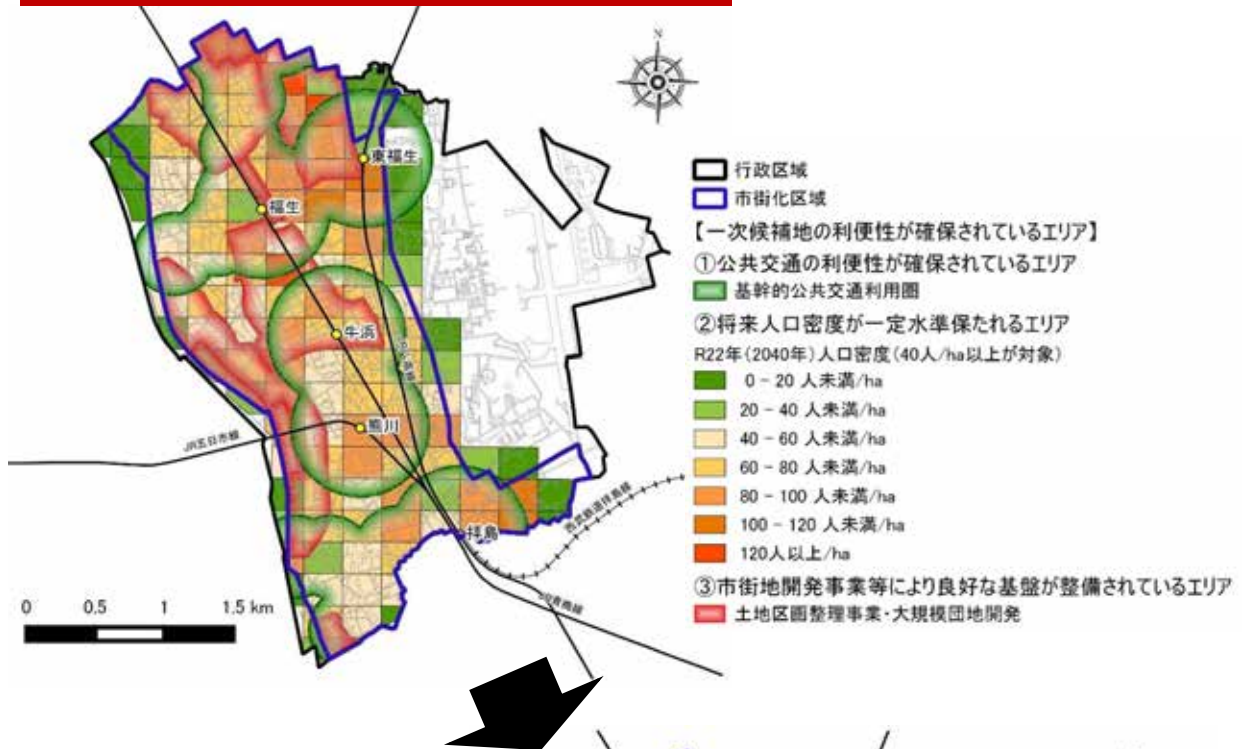 N
東福生
福生
牛浜
JR八高線
熊川
JR五日市線
拝島
西武鉄道拝島線
JR青梅線
0 0.5 1 1.5 km
行政区域
市街化区域
【一次候補地の利便性が確保されているエリア】
①公共交通の利便性が確保されているエリア
基幹的公共交通利用圏
②将来人口密度が一定水準保たれるエリア
R22年(2040年)人口密度(40人/ha以上が対象)
0 - 20 人未満/ha
20 - 40 人未満/ha
40 - 60 人未満/ha
60 - 80 人未満/ha
80 - 100 人未満/ha
100 - 120 人未満/ha
120人以上/ha
③市街地開発事業等により良好な基盤が整備されているエリア
土地区画整理事業・大規模団地開発